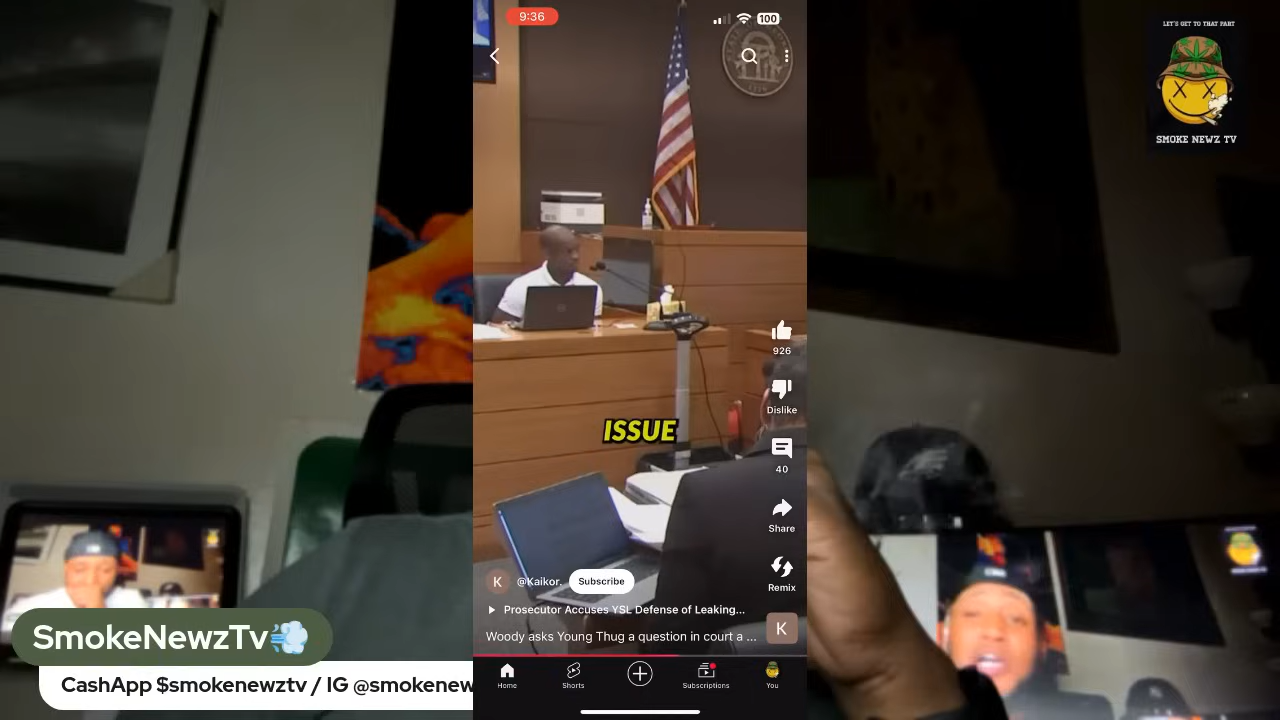 9:36
100
LET'S GET TO THAT PART
SMOKE NEWZ TV
926
Dislike
ISSUE
40
Share
K @Kaikor. Subscribe
Remix
Prosecutor Accuses YSL Defense of Leaking...
Woody asks Young Thug a question in court a ...
K
Home Shorts Subscriptions You
SmokeNewzTv💨
CashApp $smokenewztv / IG @smokenew